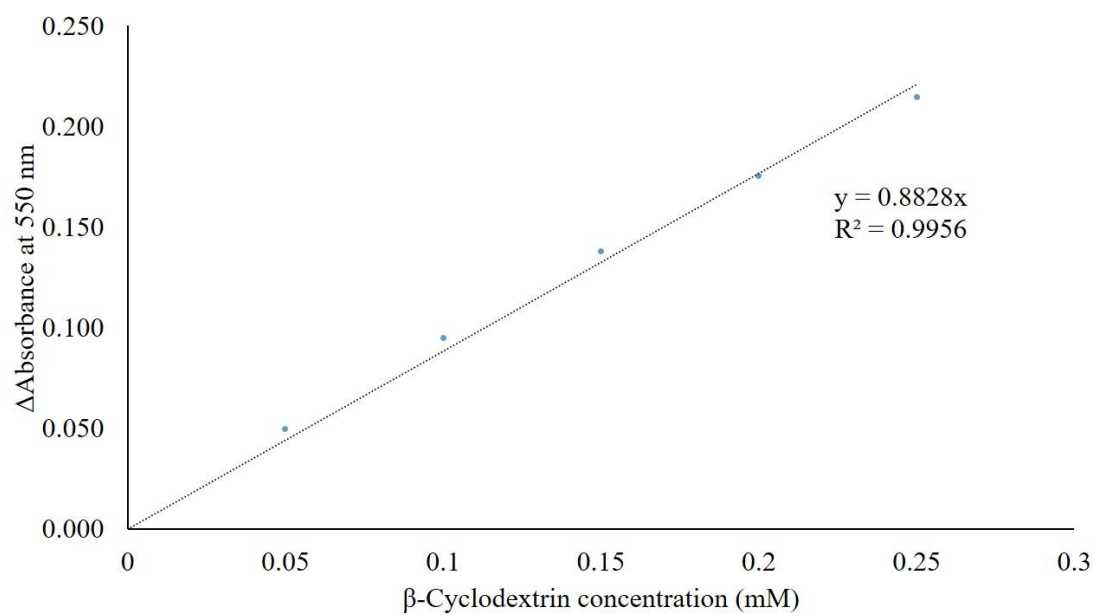 0.250
0.200
0.150
0.100
0.050
0.000
ΔAbsorbance at 550 nm
y = 0.8828x
R² = 0.9956
0 0.05 0.1 0.15 0.2 0.25 0.3
β-Cyclodextrin concentration (mM)